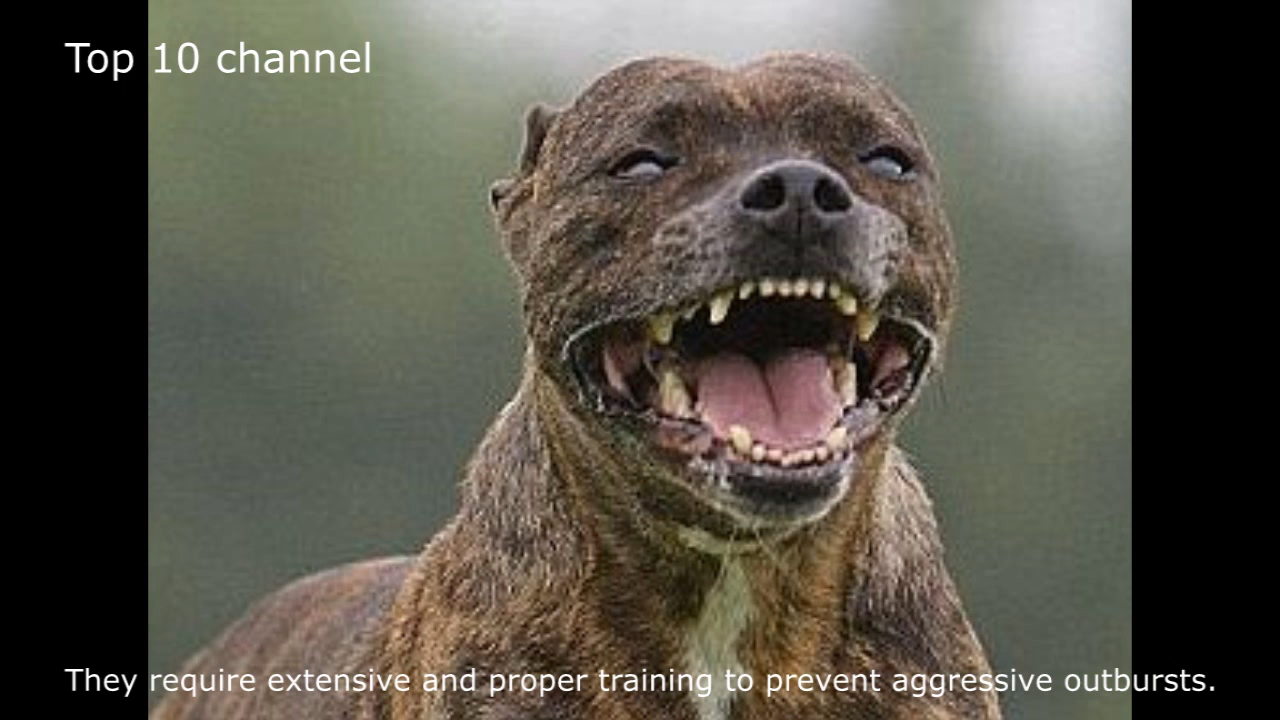 Top 10 channel
They require extensive and proper training to prevent aggressive outbursts.